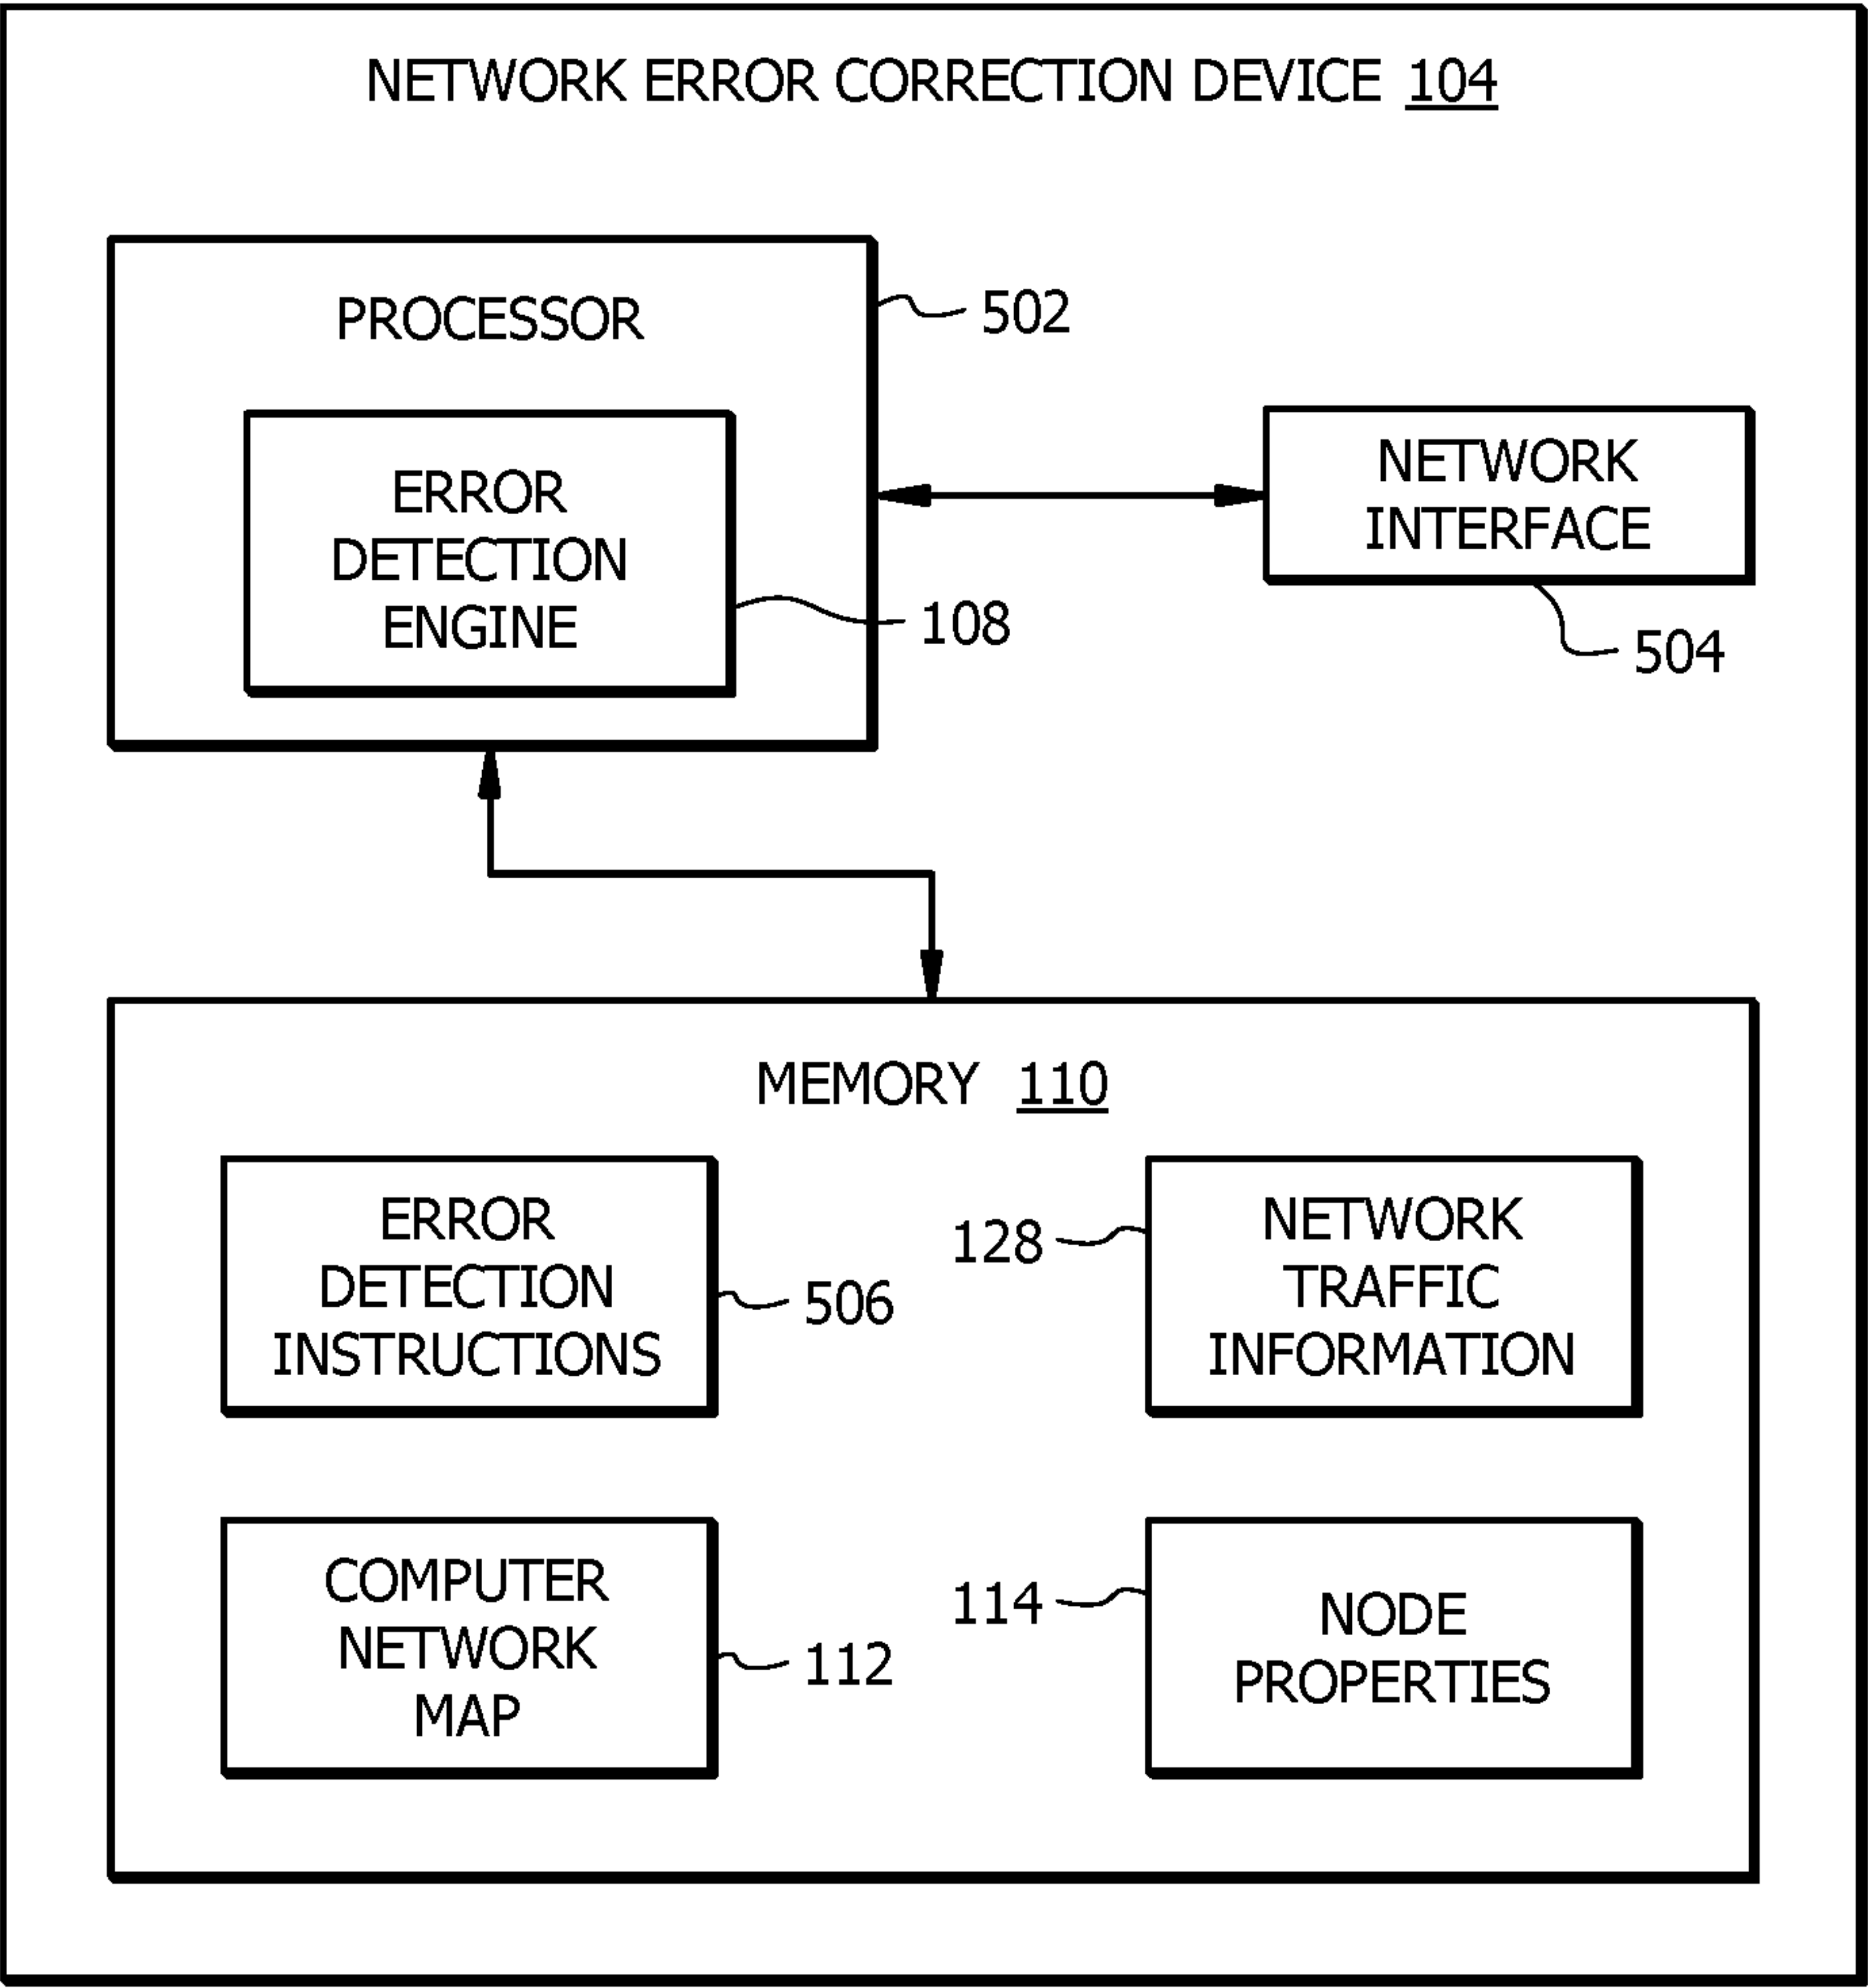 NETWORK ERROR CORRECTION DEVICE 104
PROCESSOR
502
ERROR
DETECTION
ENGINE
108
NETWORK
INTERFACE
504
MEMORY 110
ERROR
DETECTION
INSTRUCTIONS
506
128
NETWORK
TRAFFIC
INFORMATION
COMPUTER
NETWORK
MAP
112
114
NODE
PROPERTIES